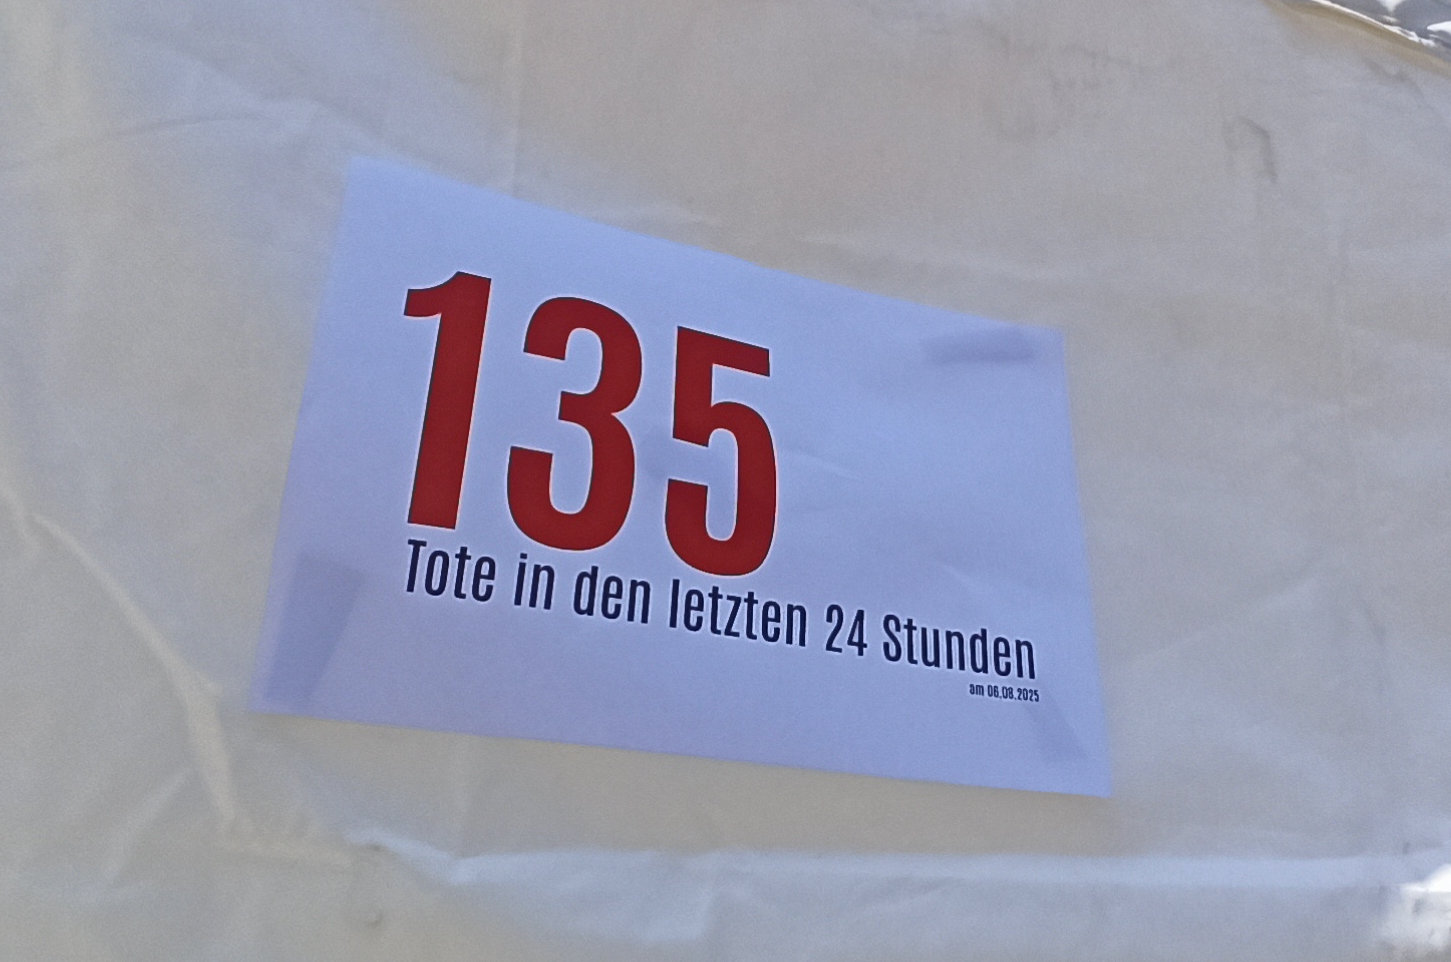 135
Tote in den letzten 24 Stunden
am 06.08.2025